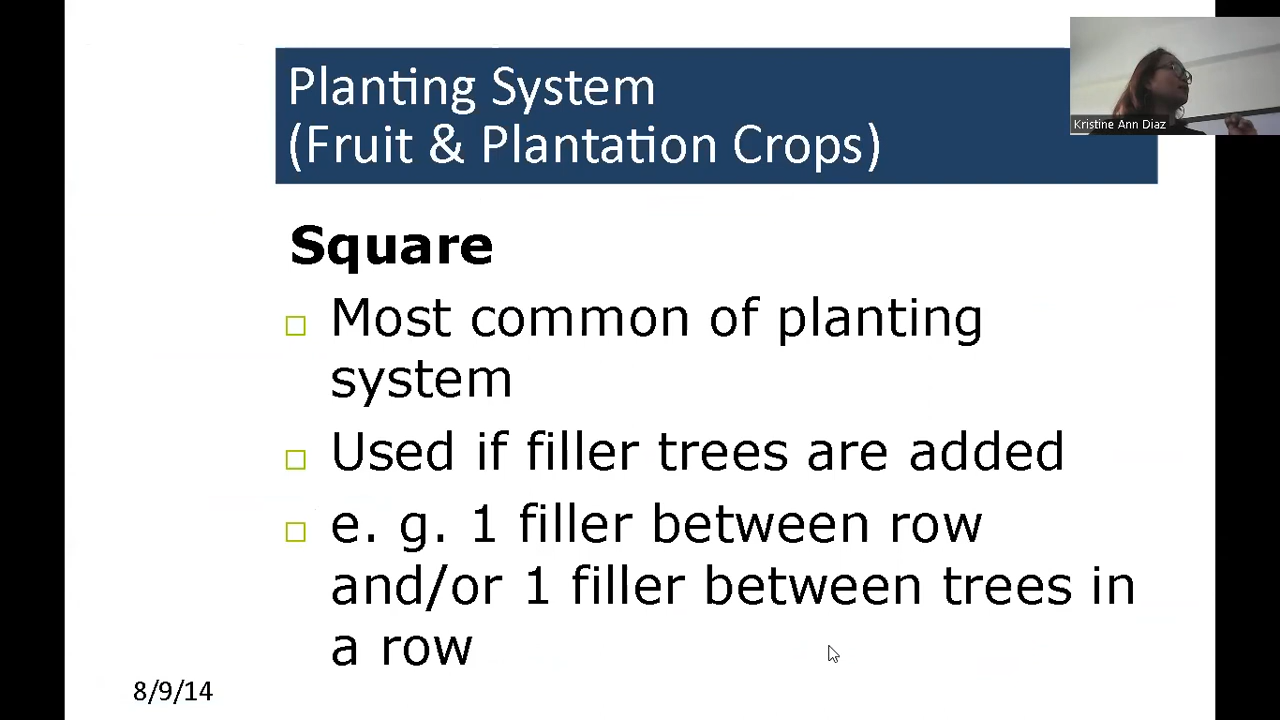 Planting System
(Fruit & Plantation Crops)
Kristine Ann Diaz
Square
Most common of planting
system
Used if filler trees are added
e. g. 1 filler between row
and/or 1 filler between trees in
a row
8/9/14